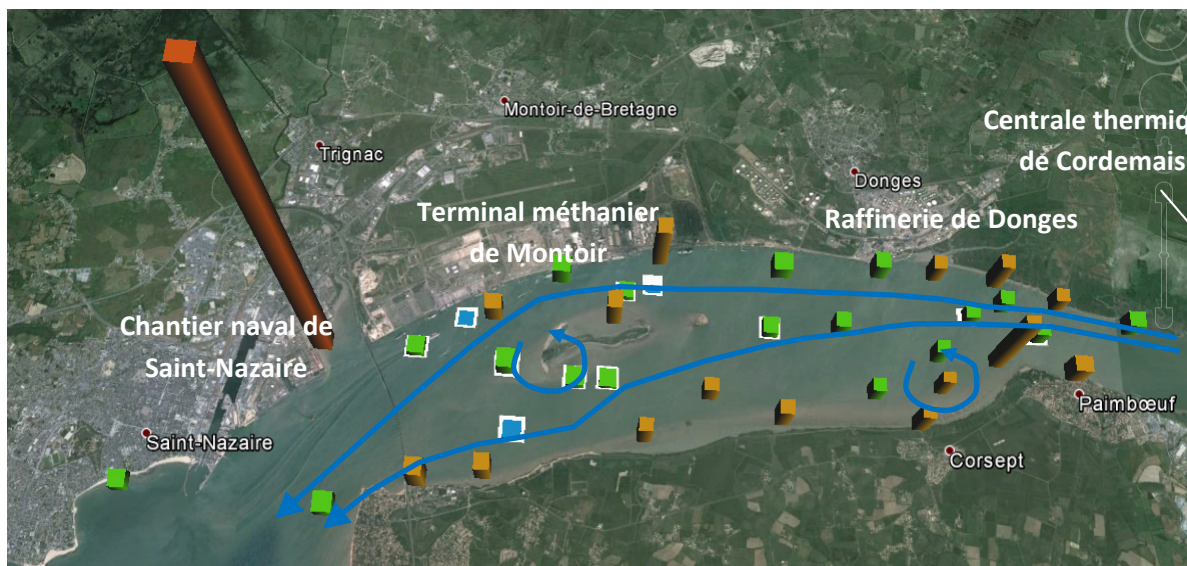 Montoir-de-Bretagne
Centrale thermiq
de Cordemais
Trignac
Donges
Terminal méthanier
de Montoir
Raffinerie de Donges
Chantier naval de
Saint-Nazaire
Paimbœuf
Saint-Nazaire
Corsept